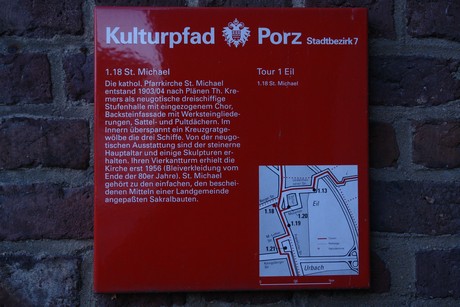 Kulturpfad Porz Stadtbezirk 7
1.18 St. Michael
Die kathol. Pfarrkirche St. Michael
entstand 1903/04 nach Plänen Th. Kre-
mers als neugotische dreischiffige
Stufenhalle mit eingezogenem Chor,
Backsteinfassade mit Werksteingliede-
rungen, Sattel- und Pultdächern. Im
Innern überspannt ein Kreuzgratge-
wölbe die drei Schiffe. Von der neugo-
tischen Ausstattung sind der steinerne
Hauptaltar und einige Skulpturen er-
halten. Ihren Vierkantturm erhielt die
Kirche erst 1956 (Bleiverkleidung vom
Ende der 80er Jahre). St. Michael
gehört zu den einfachen, den beschei-
denen Mitteln einer Landgemeinde
angepaßten Sakralbauten.
Tour 1 Eil
1.18 St. Michael
1.13
1.18
Eil
1.20
1.19
1.21
Urbach